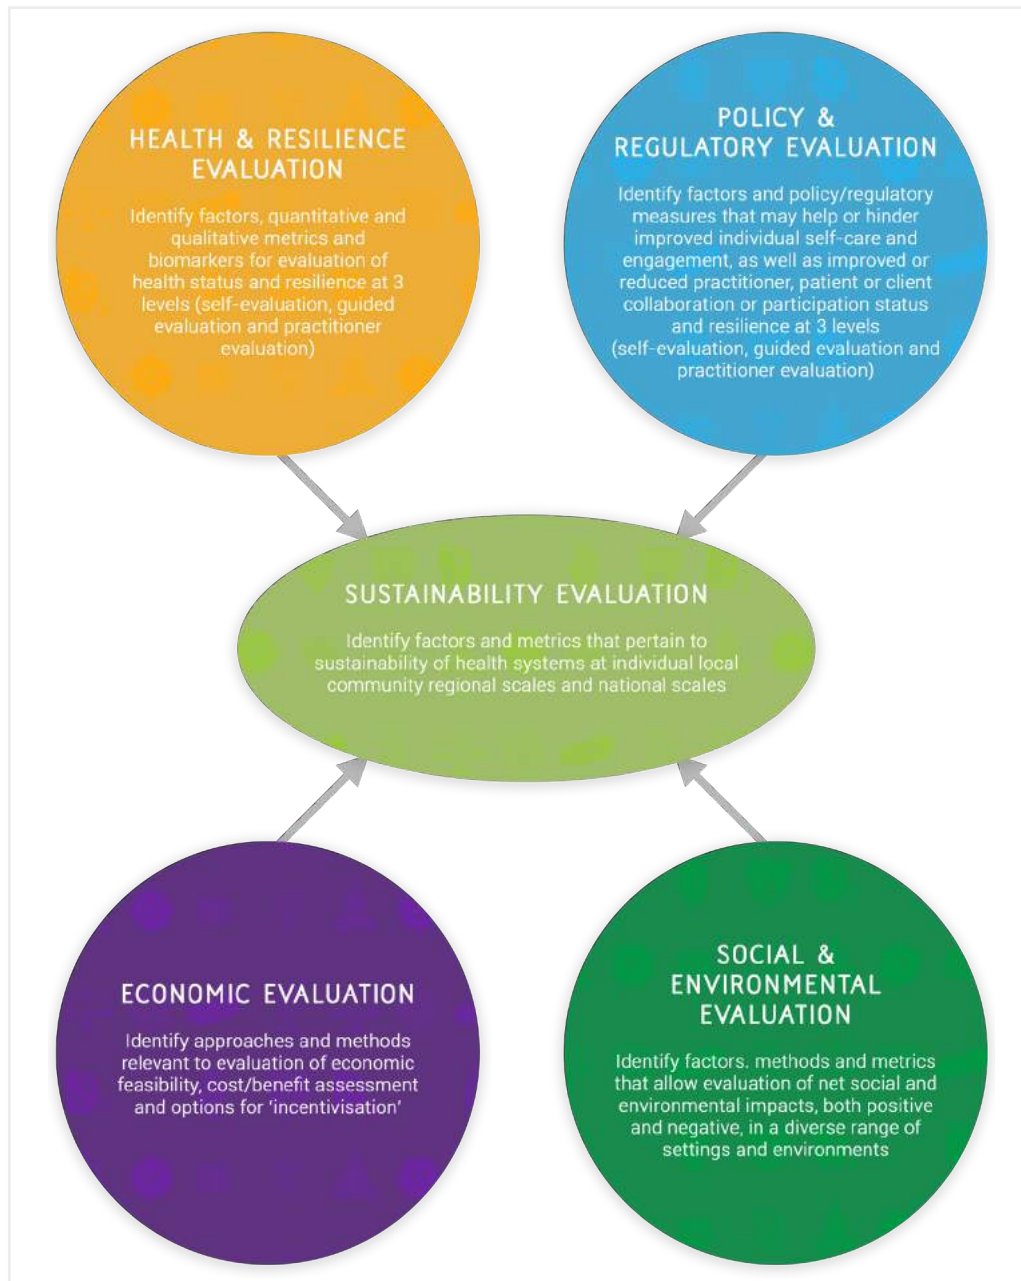 HEALTH & RESILIENCE
EVALUATION
Identify factors, quantitative and
qualitative metrics and
biomarkers for evaluation of
health status and resilience at 3
levels (self-evaluation, guided
evaluation and practitioner
evaluation)
POLICY &
REGULATORY EVALUATION
Identify factors and policy/regulatory
measures that may help or hinder
improved individual self-care and
engagement, as well as improved or
reduced practitioner, patient or client
collaboration or participation status
and resilience at 3 levels
(self-evaluation, guided evaluation and
practitioner evaluation)
SUSTAINABILITY EVALUATION
Identify factors and metrics that pertain to
sustainability of health systems at individual local
community regional scales and national scales
ECONOMIC EVALUATION
Identify approaches and methods
relevant to evaluation of economic
feasibility, cost/benefit assessment
and options for 'incentivisation'
SOCIAL &
ENVIRONMENTAL
EVALUATION
Identify factors. methods and metrics
that allow evaluation of net social and
environmental impacts, both positive
and negative, in a diverse range of
settings and environments